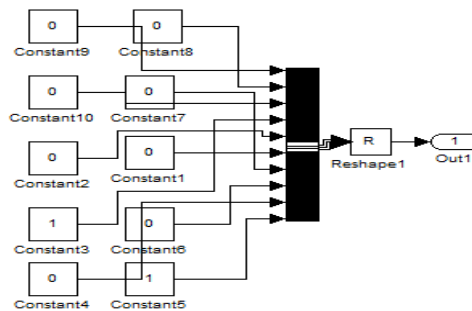 0 0
Constant9 Constant8
0 0
Constant10 Constant7
0 0
Constant2 Constant1
R 1
Reshape1 Out1
1 0
Constant3 Constant6
0 1
Constant4 Constant5